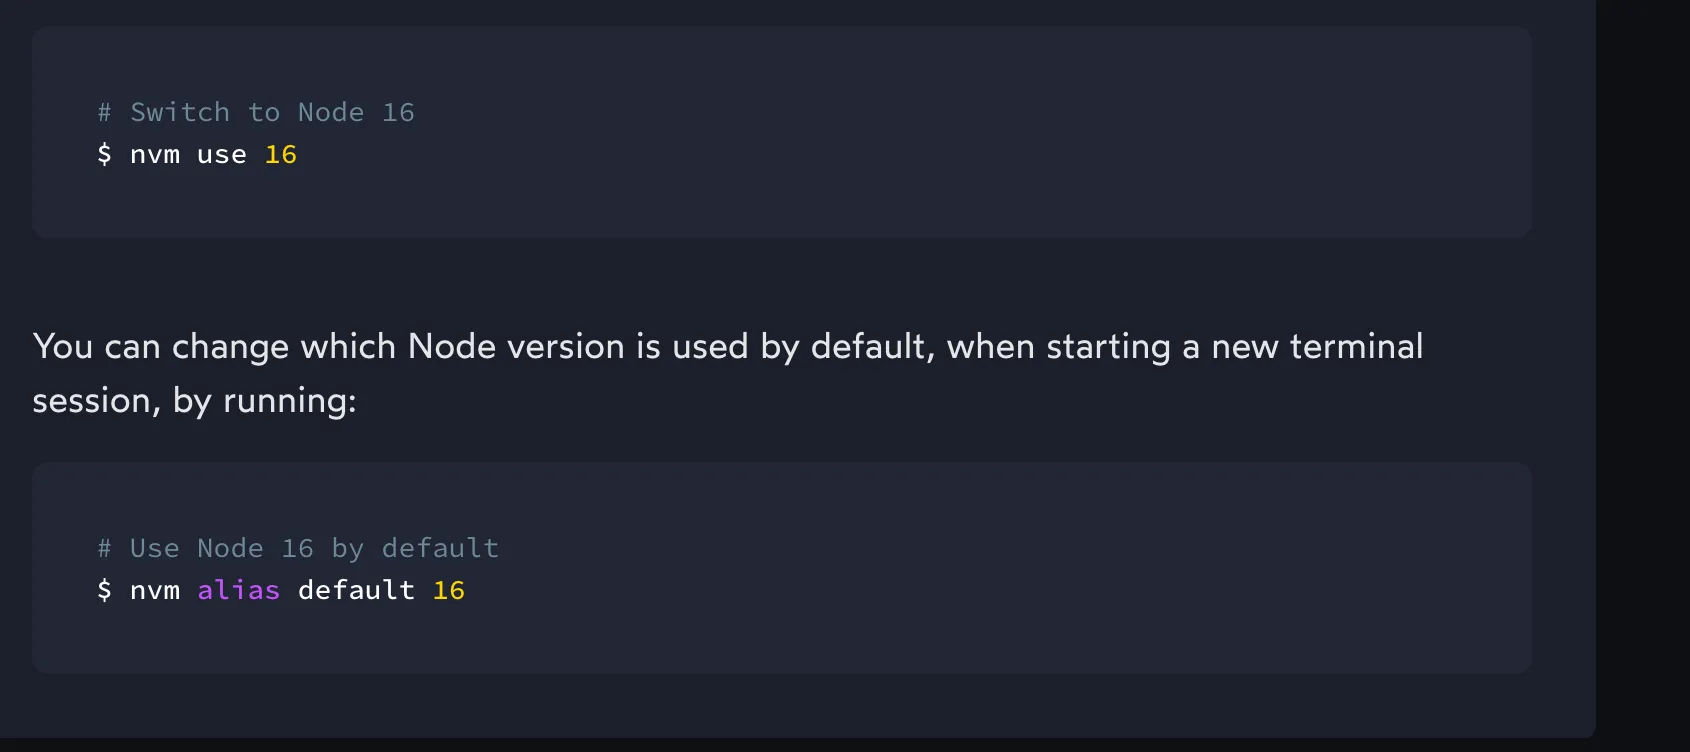 # Switch to Node 16
$ nvm use 16
You can change which Node version is used by default, when starting a new terminal
session, by running:
# Use Node 16 by default
$ nvm alias default 16